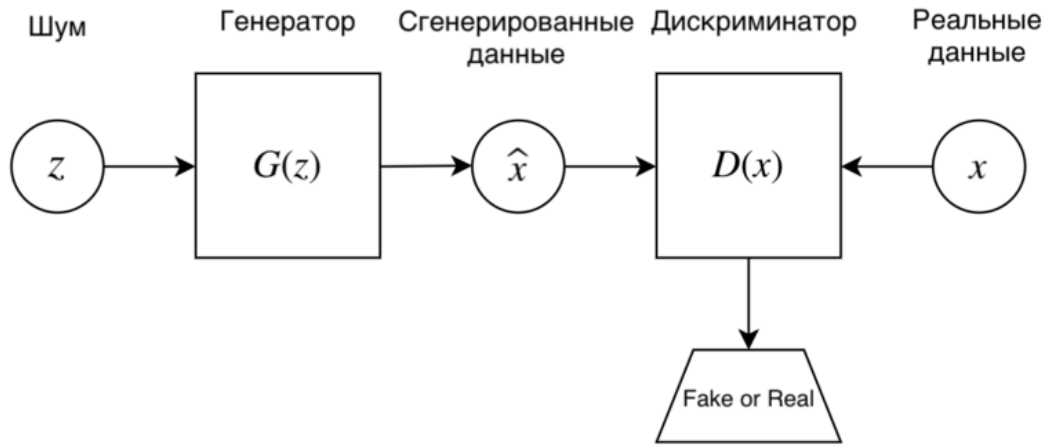 Шум
Генератор
Сгенерированные
данные
Дискриминатор
Реальные
данные
z
G(z)
x̂
D(x)
x
Fake or Real